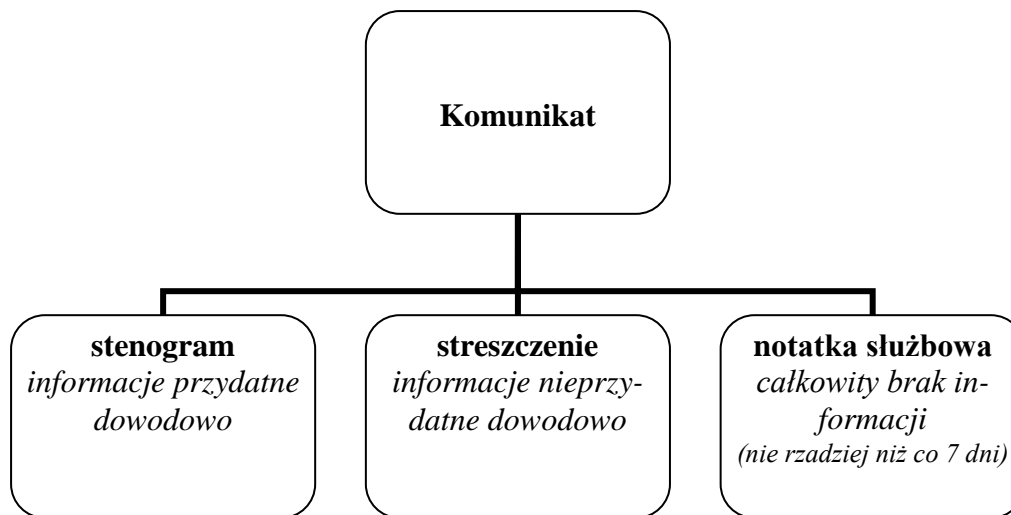 Komunikat
stenogram
informacje przydatne
dowodowo
streszczenie
informacje nieprzy-
datne dowodowo
notatka służbowa
całkowity brak in-
formacji
(nie rzadziej niż co 7 dni)